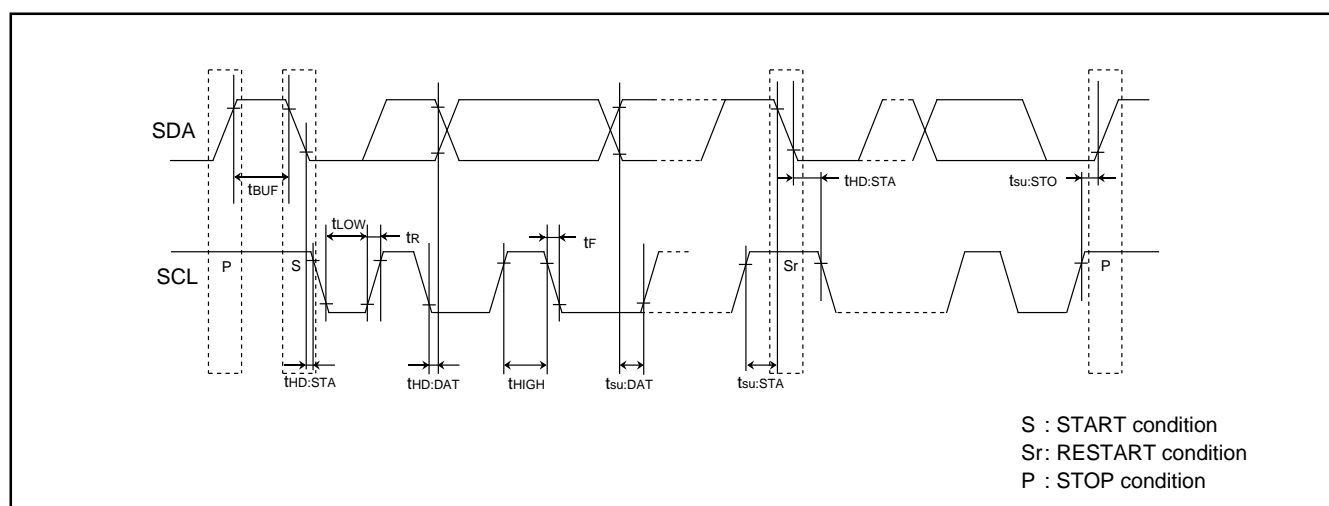 SDA
tBUF
tHD:STA
tsu:STO
tLOW
tR
tF
SCL
P
S
Sr
P
tHD:STA
tHD:DAT
tHIGH
tsu:DAT
tsu:STA
S : START condition
Sr: RESTART condition
P : STOP condition